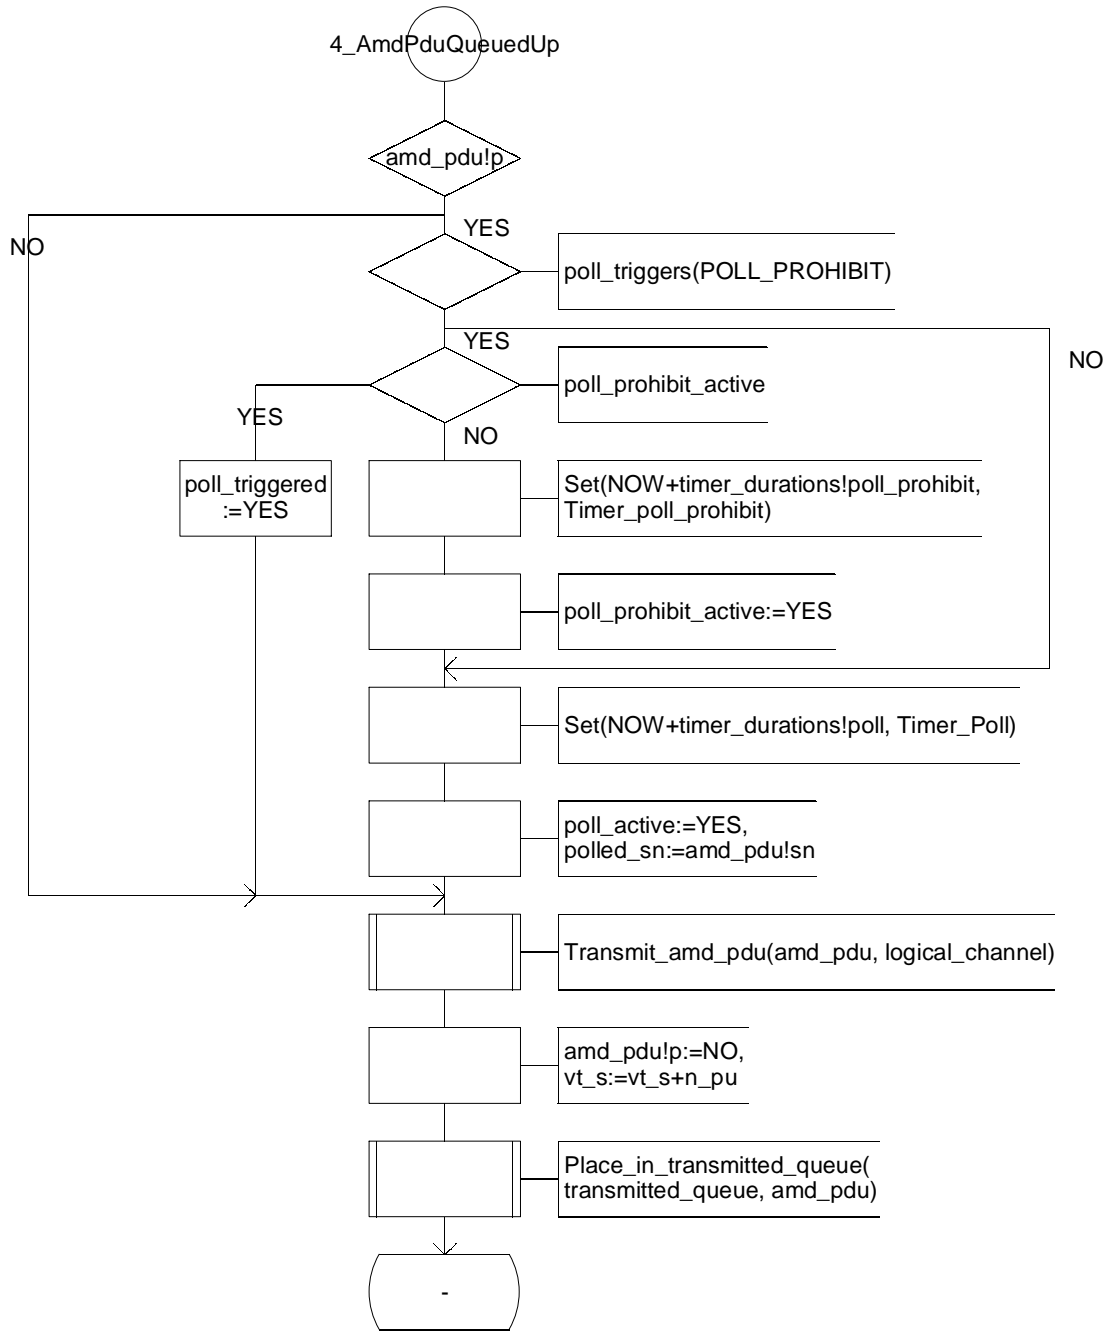 4_AmdPduQueuedUp
amd_pdu!p
YES
NO
poll_triggers(POLL_PROHIBIT)
YES
NO
poll_prohibit_active
YES
NO
poll_triggered
:=YES
Set(NOW+timer_durations!poll_prohibit,
Timer_poll_prohibit)
poll_prohibit_active:=YES
Set(NOW+timer_durations!poll, Timer_Poll)
poll_active:=YES,
polled_sn:=amd_pdu!sn
Transmit_amd_pdu(amd_pdu, logical_channel)
amd_pdu!p:=NO,
vt_s:=vt_s+n_pu
Place_in_transmitted_queue(
transmitted_queue, amd_pdu)
-